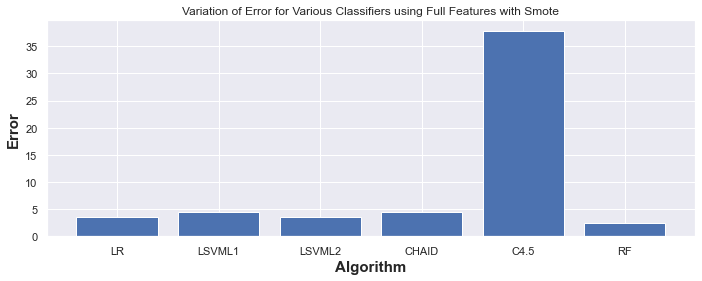 Variation of Error for Various Classifiers using Full Features with Smote
Error
35
30
25
20
15
10
5
0
LR LSVML1 LSVML2 CHAID C4.5 RF
Algorithm